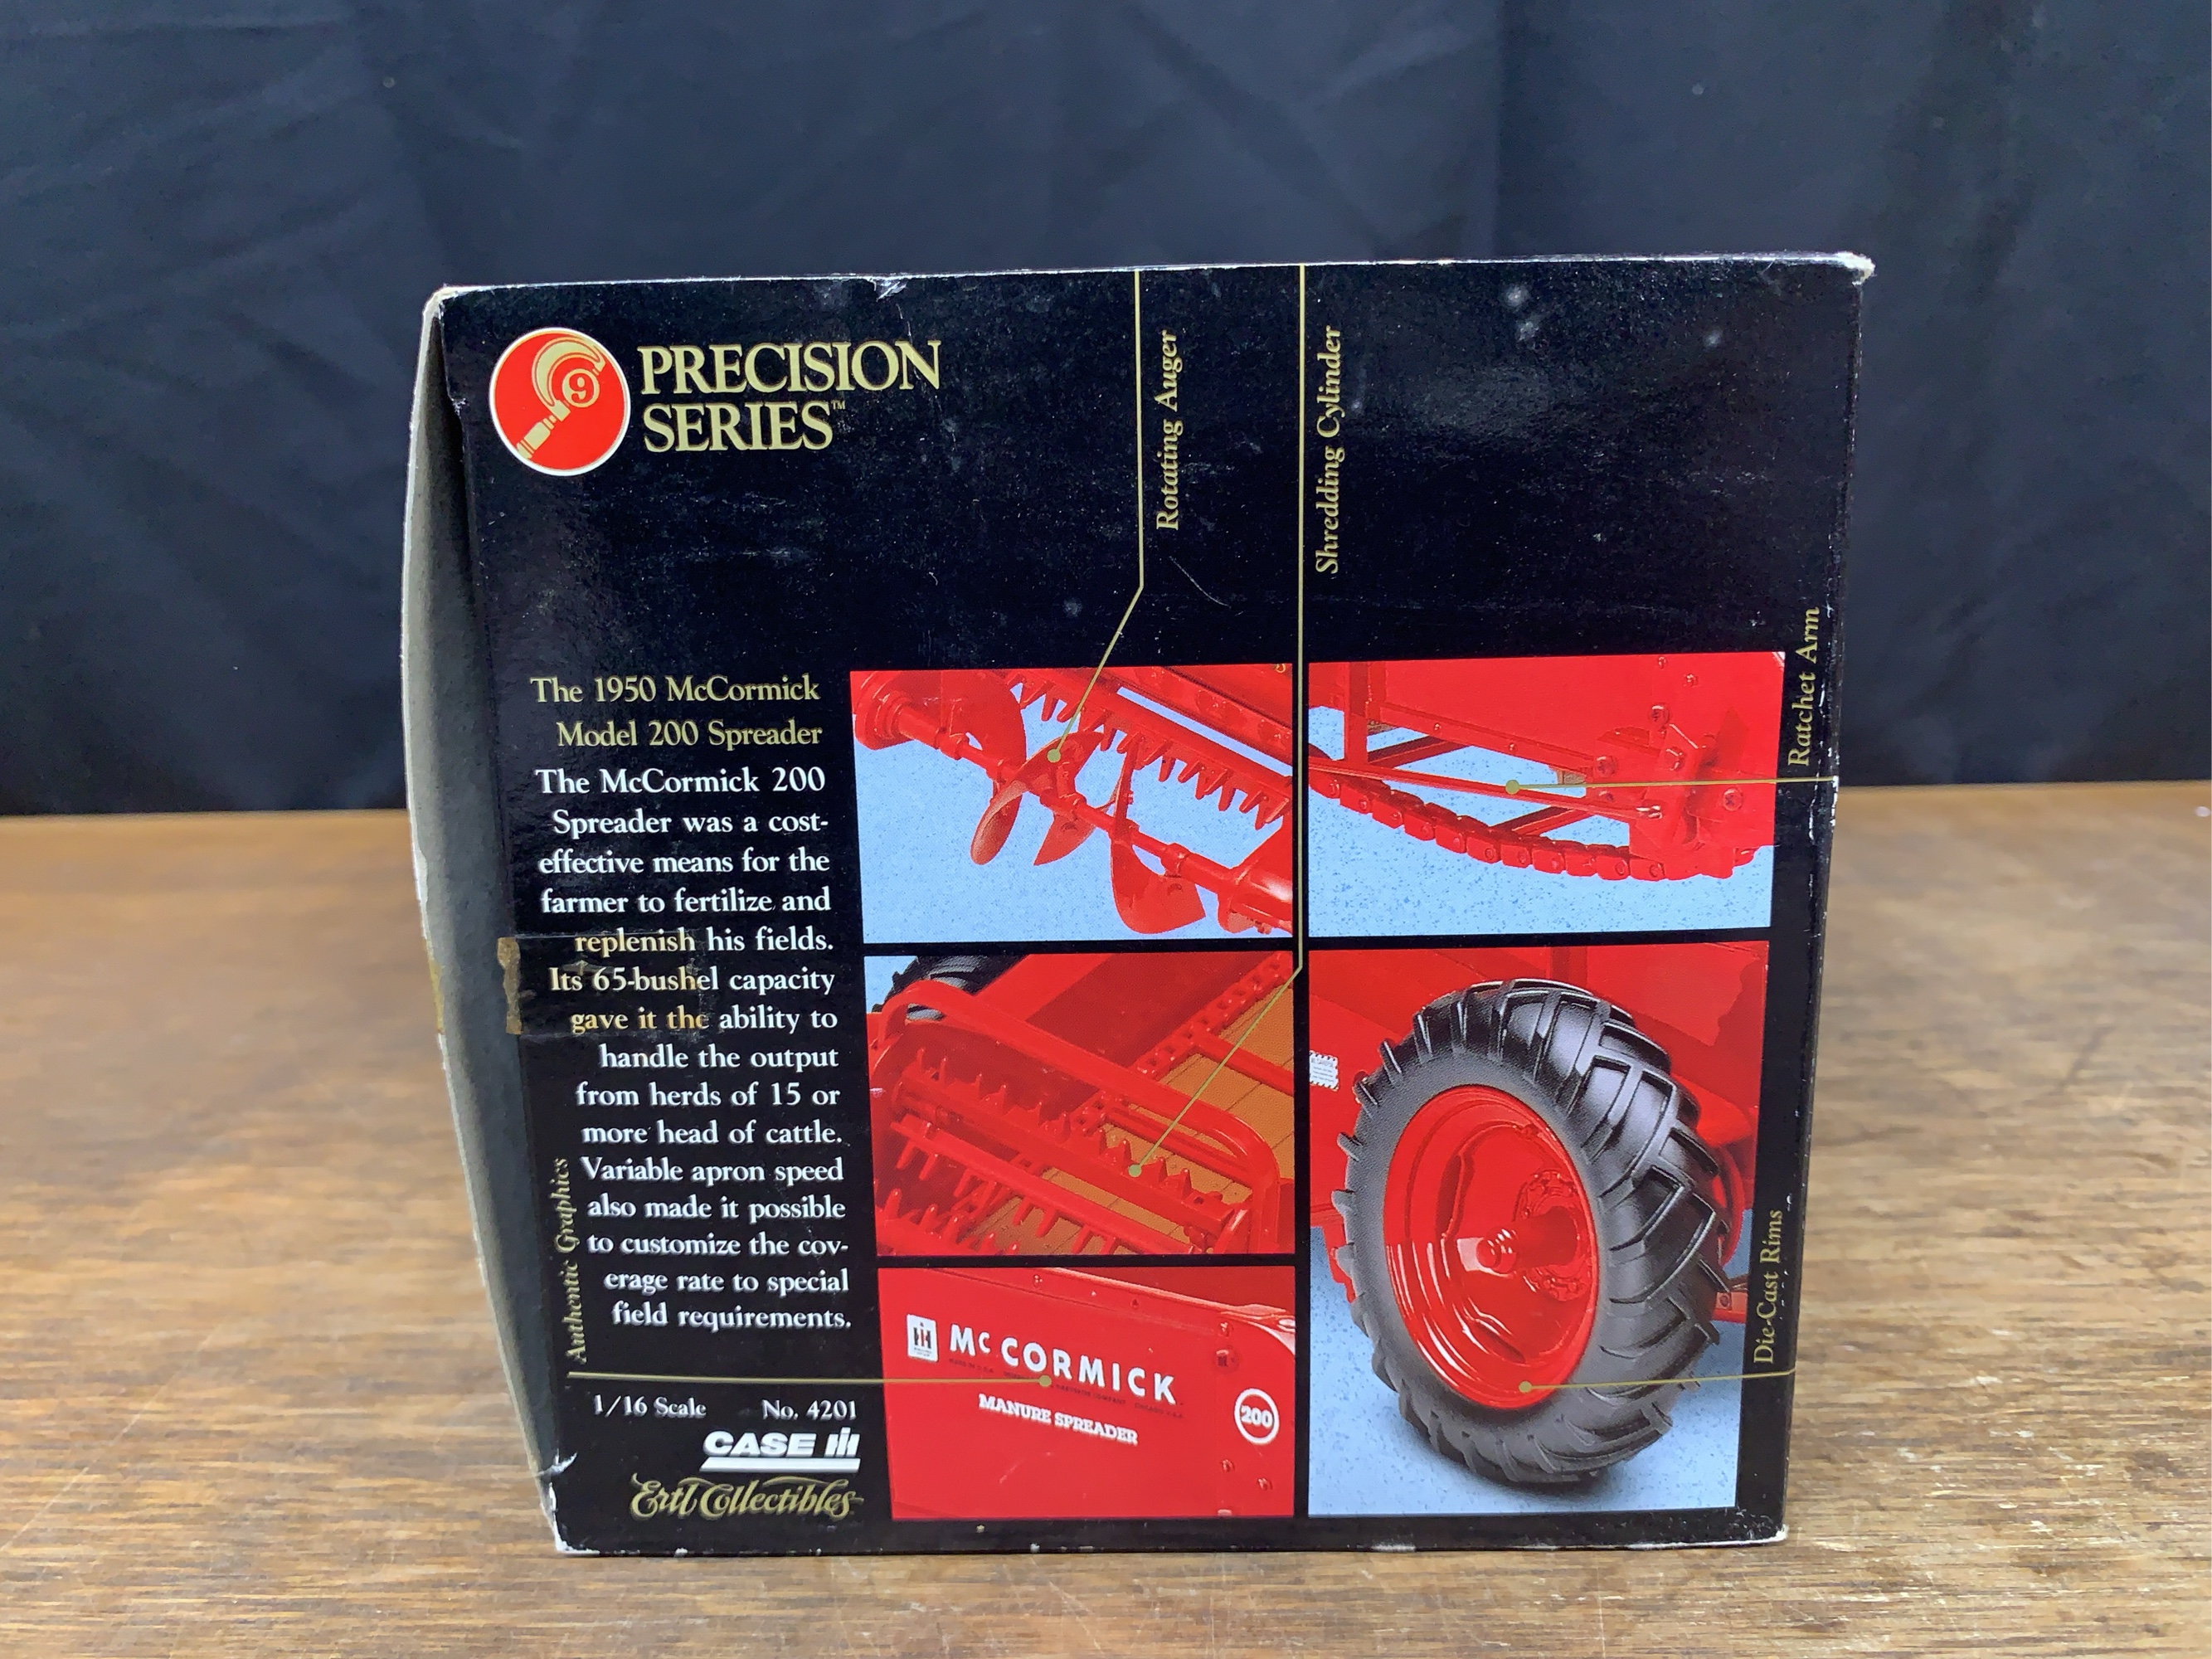 9
PRECISION
SERIES™
Rotating Auger
Shredding Cylinder
Ratchet Arm
The 1950 McCormick
Model 200 Spreader
The McCormick 200
Spreader was a cost-
effective means for the
farmer to fertilize and
replenish his fields.
Its 65-bushel capacity
gave it the ability to
handle the output
from herds of 15 or
more head of cattle.
Variable apron speed
also made it possible
to customize the cov-
erage rate to special
field requirements.
Authentic Graphics
Die-Cast Rims
1/16 Scale No. 4201
CASE IH
Ertl Collectibles
IH McCORMICK
MANURE SPREADER
200